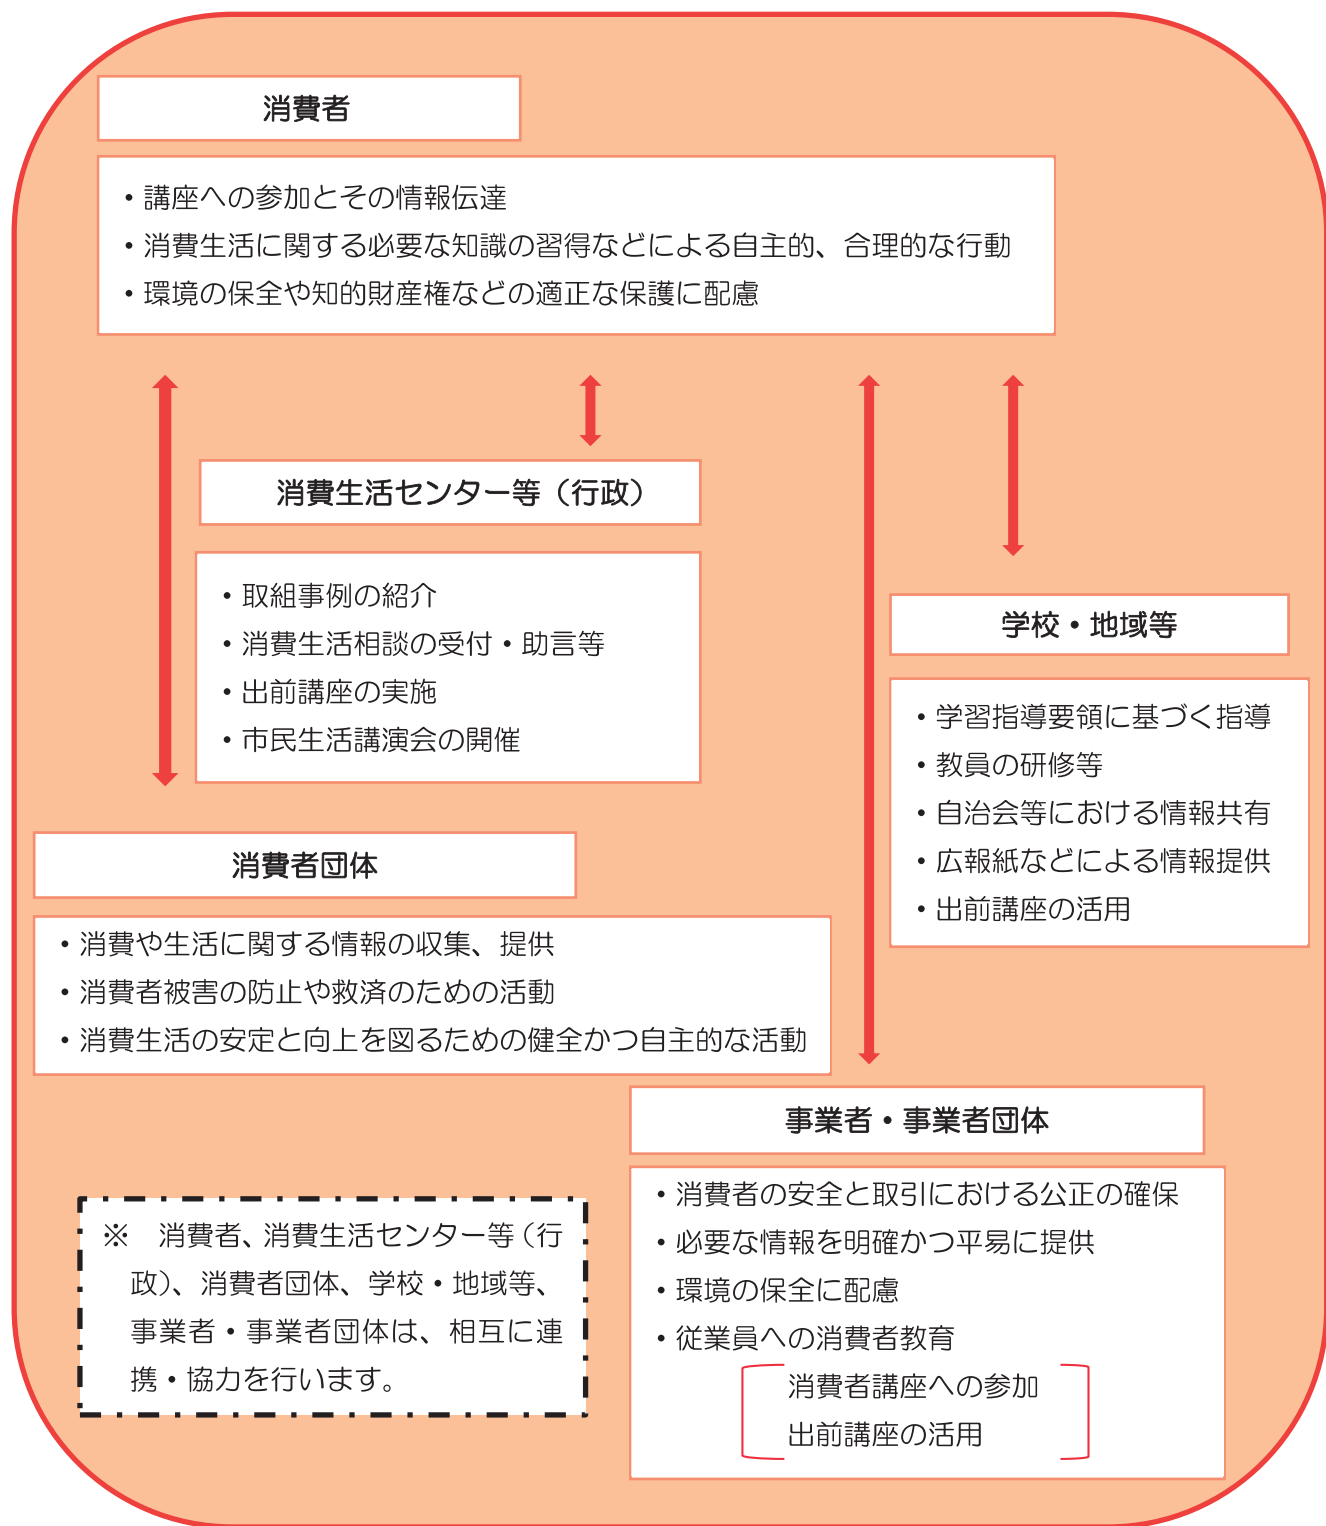 消費者
・講座への参加とその情報伝達
・消費生活に関する必要な知識の習得などによる自主的、合理的な行動
・環境の保全や知的財産権などの適正な保護に配慮
消費生活センター等（行政）
・取組事例の紹介
・消費生活相談の受付・助言等
・出前講座の実施
・市民生活講演会の開催
学校・地域等
・学習指導要領に基づく指導
・教員の研修等
・自治会等における情報共有
・広報紙などによる情報提供
・出前講座の活用
消費者団体
・消費や生活に関する情報の収集、提供
・消費者被害の防止や救済のための活動
・消費生活の安定と向上を図るための健全かつ自主的な活動
事業者・事業者団体
・消費者の安全と取引における公正の確保
・必要な情報を明確かつ平易に提供
・環境の保全に配慮
・従業員への消費者教育
消費者講座への参加
出前講座の活用
※　消費者、消費生活センター等（行
政）、消費者団体、学校・地域等、
事業者・事業者団体は、相互に連
携・協力を行います。